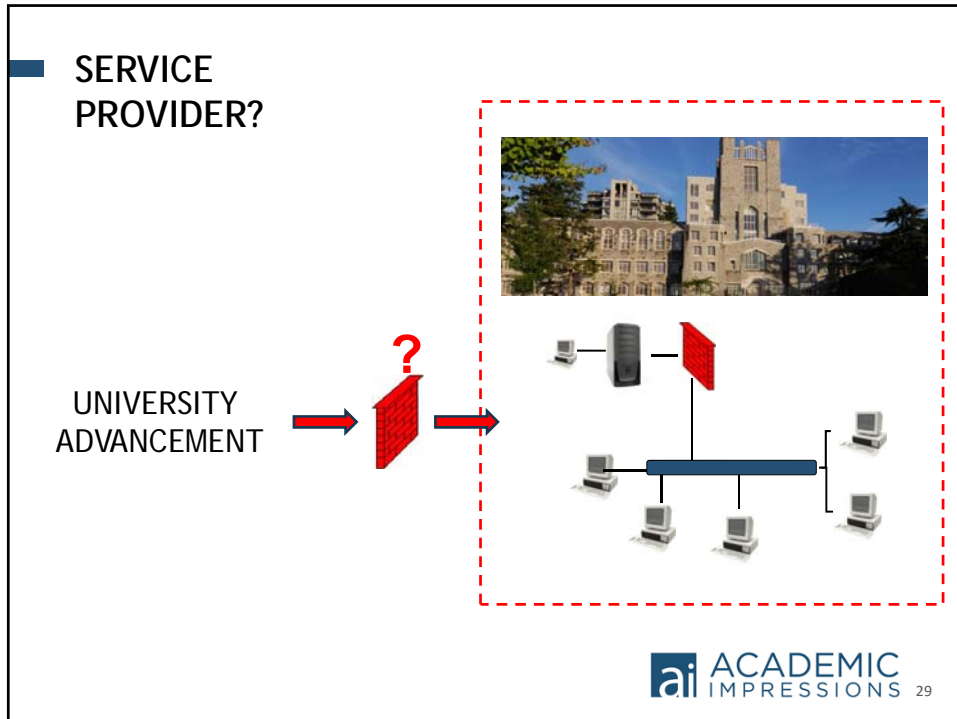 SERVICE
PROVIDER?
?
UNIVERSITY
ADVANCEMENT
ai ACADEMIC
IMPRESSIONS
29